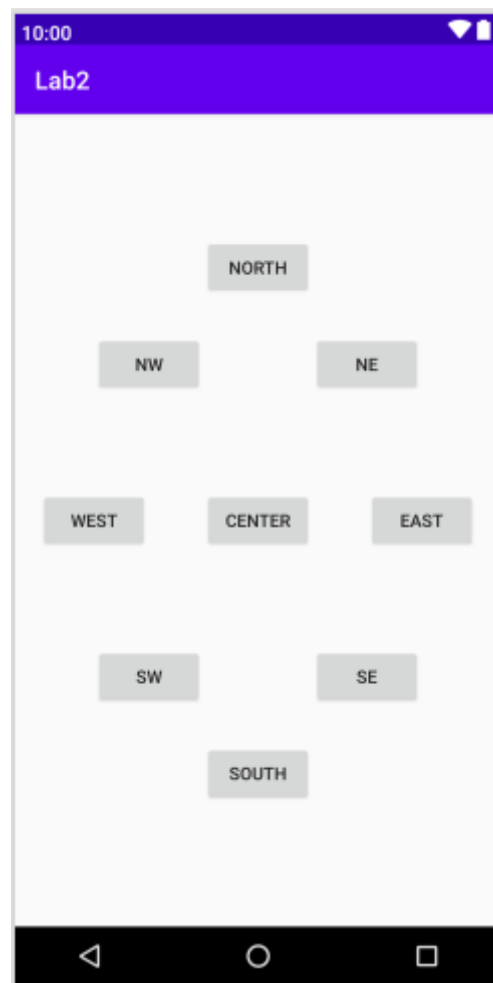 10:00
Lab2
NORTH
NW NE
WEST CENTER EAST
SW SE
SOUTH